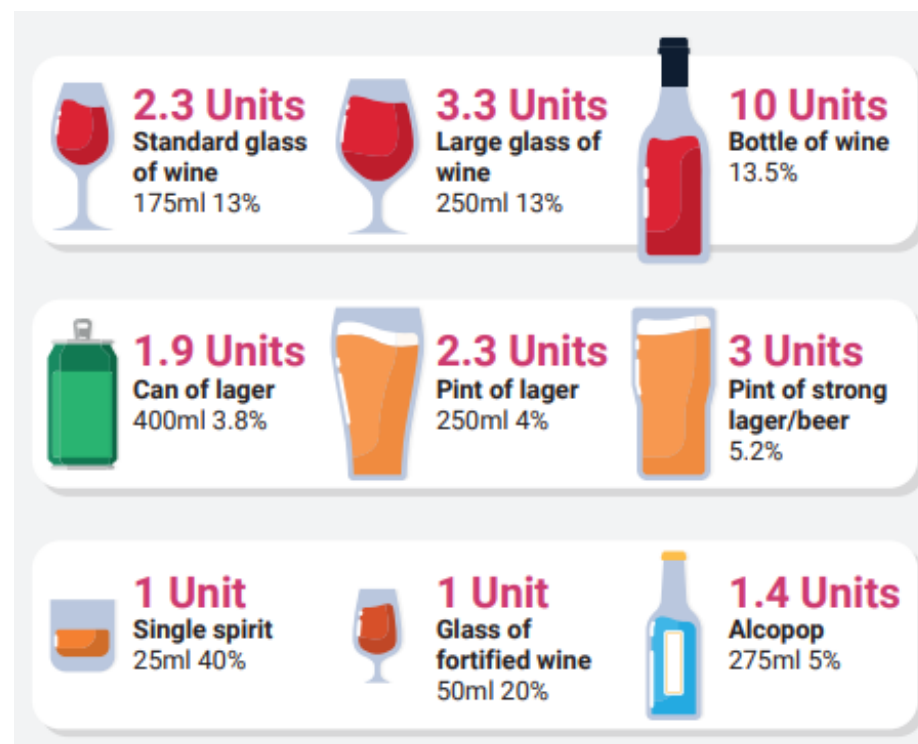 2.3 Units
Standard glass
of wine
175ml 13%
3.3 Units
Large glass of
wine
250ml 13%
10 Units
Bottle of wine
13.5%
1.9 Units
Can of lager
400ml 3.8%
2.3 Units
Pint of lager
250ml 4%
3 Units
Pint of strong
lager/beer
5.2%
1 Unit
Single spirit
25ml 40%
1 Unit
Glass of
fortified wine
50ml 20%
1.4 Units
Alcopop
275ml 5%